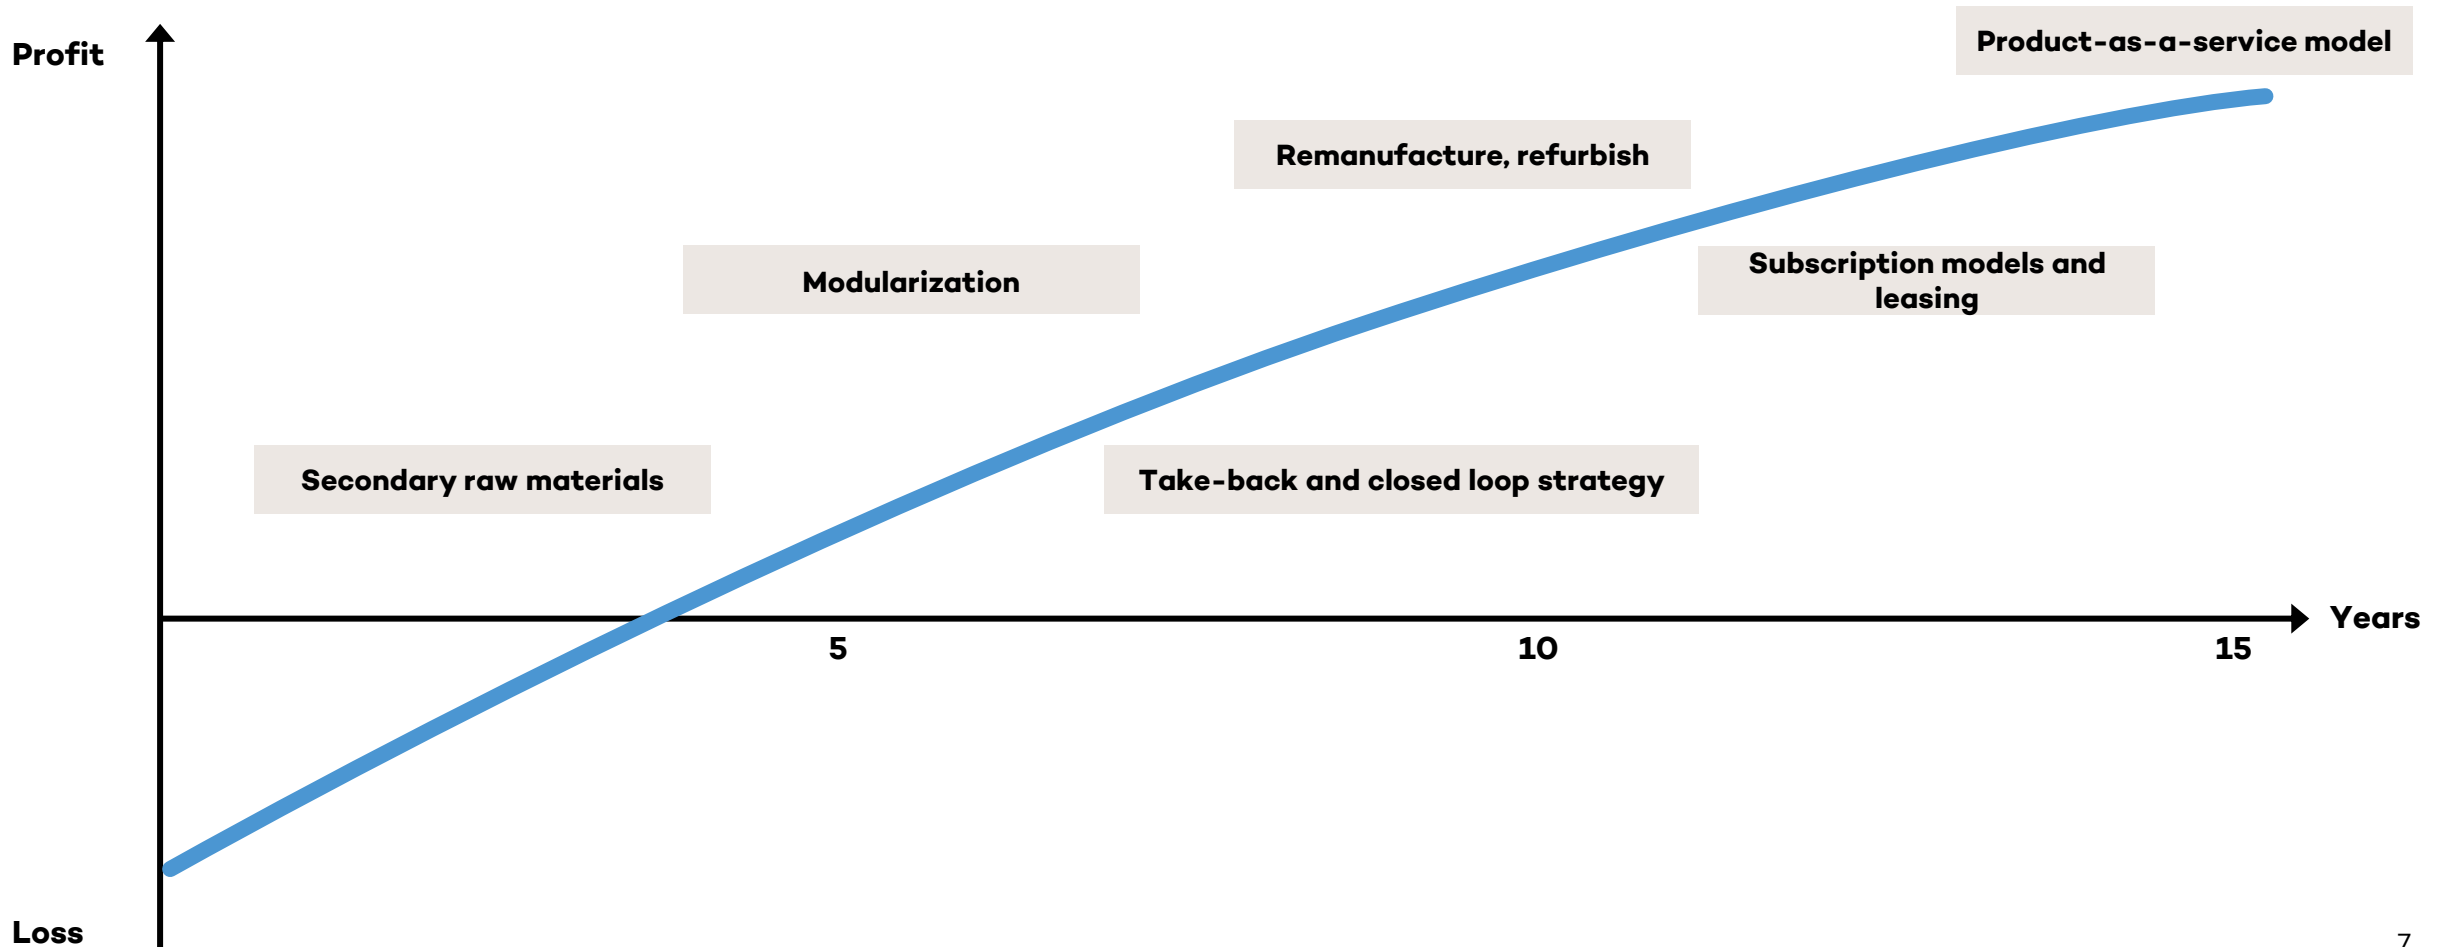 Product-as-a-service model
Profit
Remanufacture, refurbish
Subscription models and
leasing
Modularization
Secondary raw materials
Take-back and closed loop strategy
Years
5
10
15
Loss
7